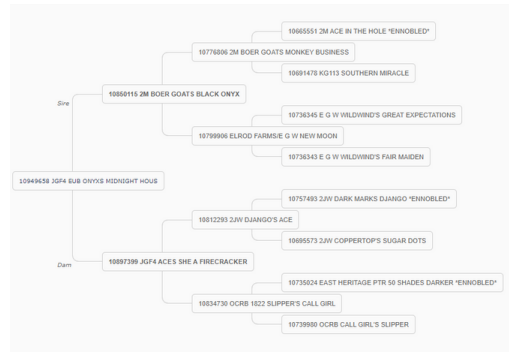 10665551 2M ACE IN THE HOLE *ENNOBLED*
10776806 2M BOER GOATS MONKEY BUSINESS
10691478 KG113 SOUTHERN MIRACLE
10850115 2M BOER GOATS BLACK ONYX
Sire
10736345 E G W WILDWIND'S GREAT EXPECTATIONS
10799906 ELROD FARMS/E G W NEW MOON
10736343 E G W WILDWIND'S FAIR MAIDEN
10949658 JGF4 SUB ONYXS MIDNIGHT HOUS
10757493 2JW DARK MARKS DJANGO *ENNOBLED*
10812293 2JW DJANGO'S ACE
10695573 2JW COPPERTOP'S SUGAR DOTS
Dam
10897399 JGF4 ACES SHE A FIRECRACKER
10735024 EAST HERITAGE PTR 50 SHADES DARKER *ENNOBLED*
10834730 OCRB 1822 SLIPPER'S CALL GIRL
10739980 OCRB CALL GIRL'S SLIPPER